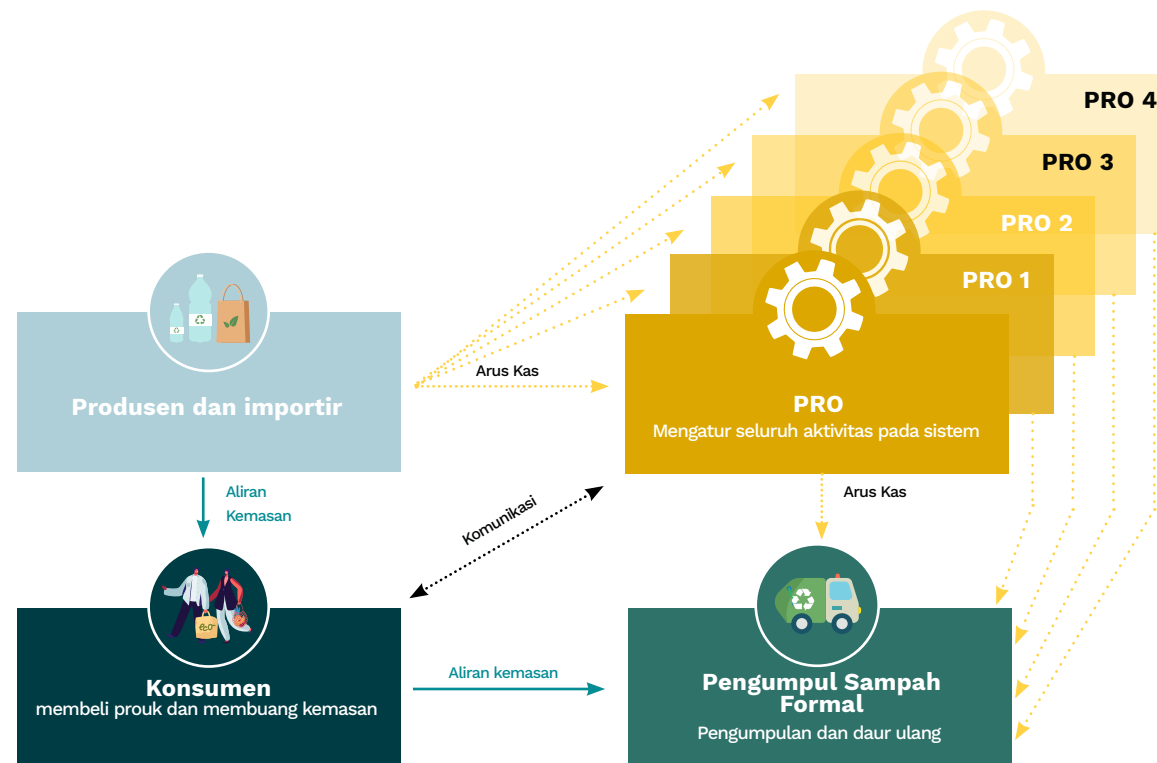 PRO 4
PRO 3
PRO 2
PRO 1
Arus Kas
Produsen dan importir
PRO
Mengatur seluruh aktivitas pada sistem
Aliran
Kemasan
Komunikasi
Arus Kas
eco
Konsumen
membeli prouk dan membuang kemasan
Aliran kemasan
Pengumpul Sampah
Formal
Pengumpulan dan daur ulang